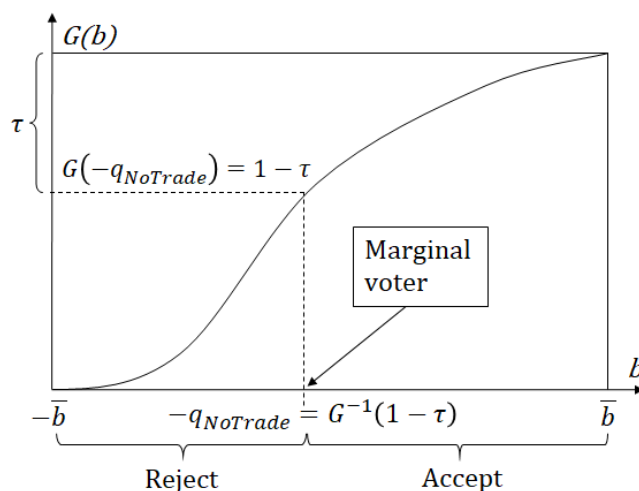 G(b)
τ
G(−q_NoTrade) = 1 − τ
Marginal
voter
b
−b̅
−q_NoTrade = G⁻¹(1 − τ)
b̅
Reject
Accept